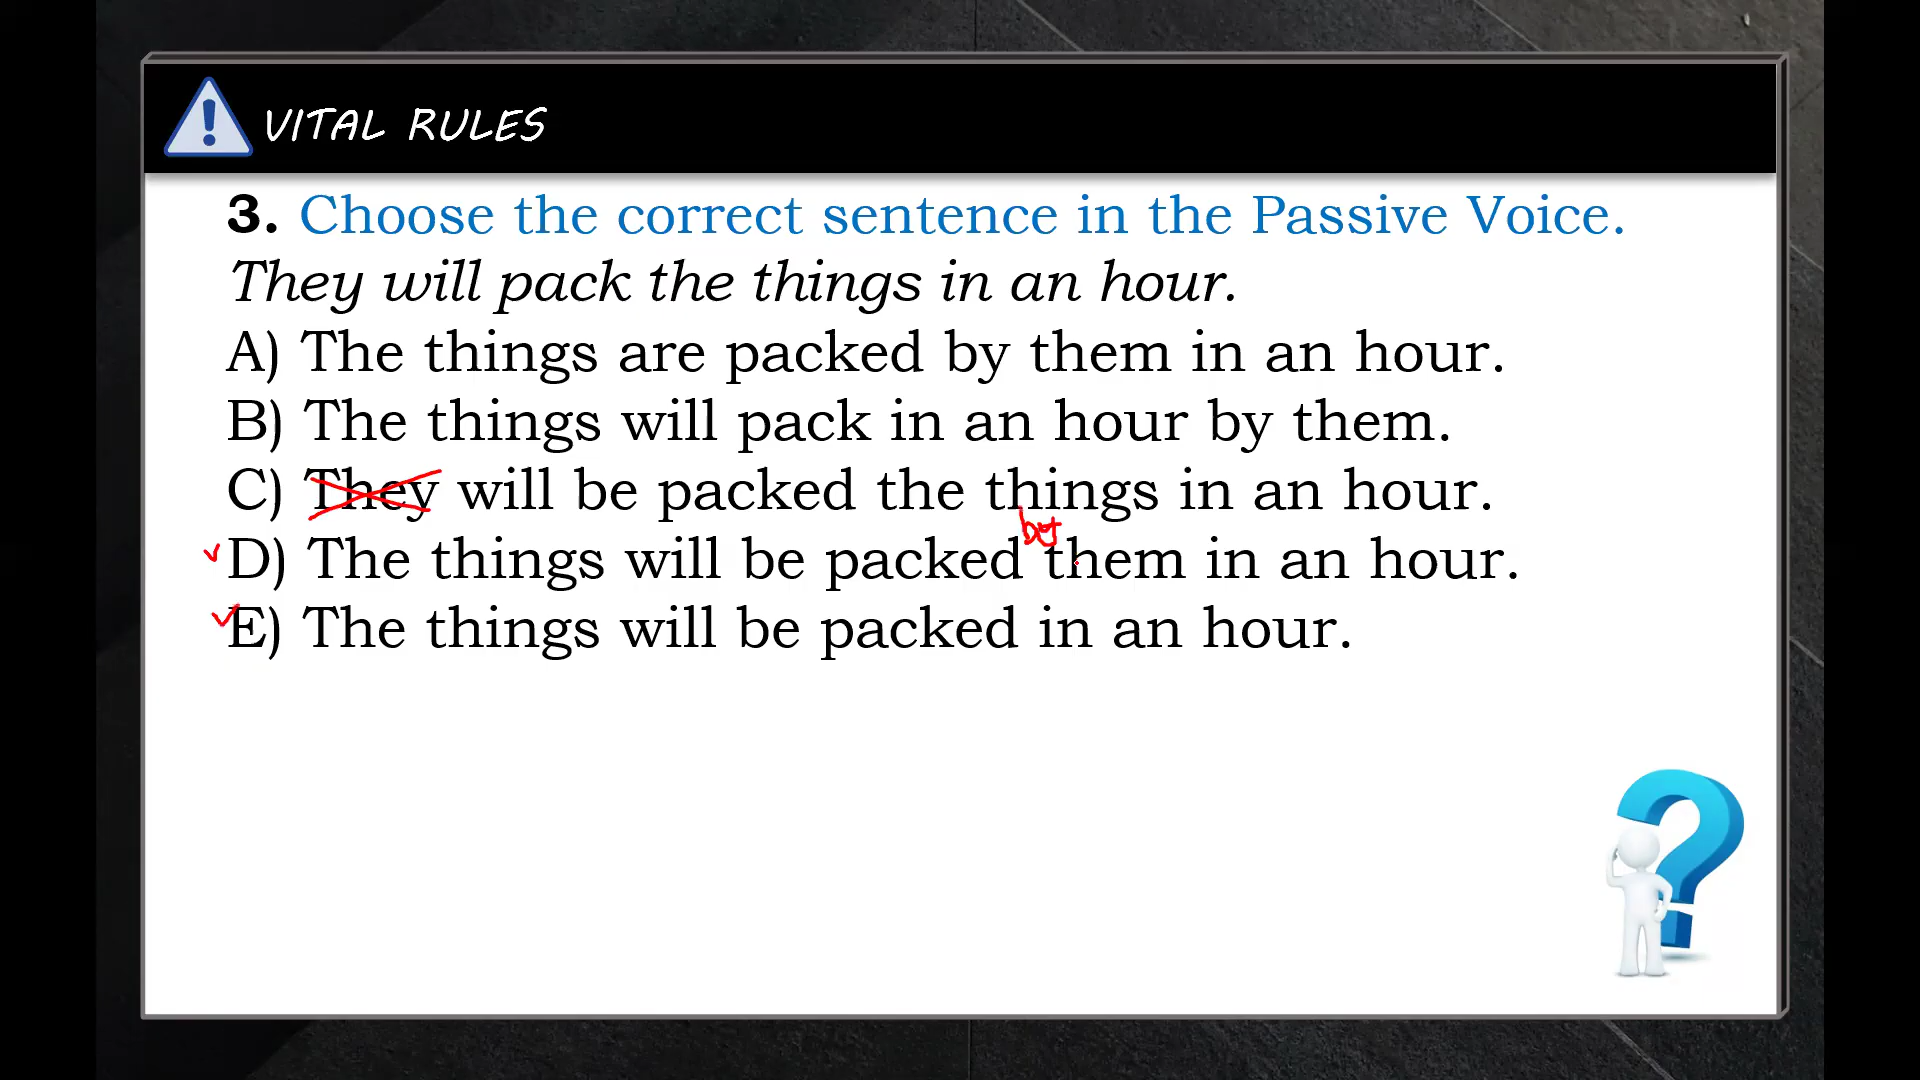 VITAL RULES
3. Choose the correct sentence in the Passive Voice.
They will pack the things in an hour.
A) The things are packed by them in an hour.
B) The things will pack in an hour by them.
C) They will be packed the things in an hour.
D) The things will be packed them in an hour.
E) The things will be packed in an hour.